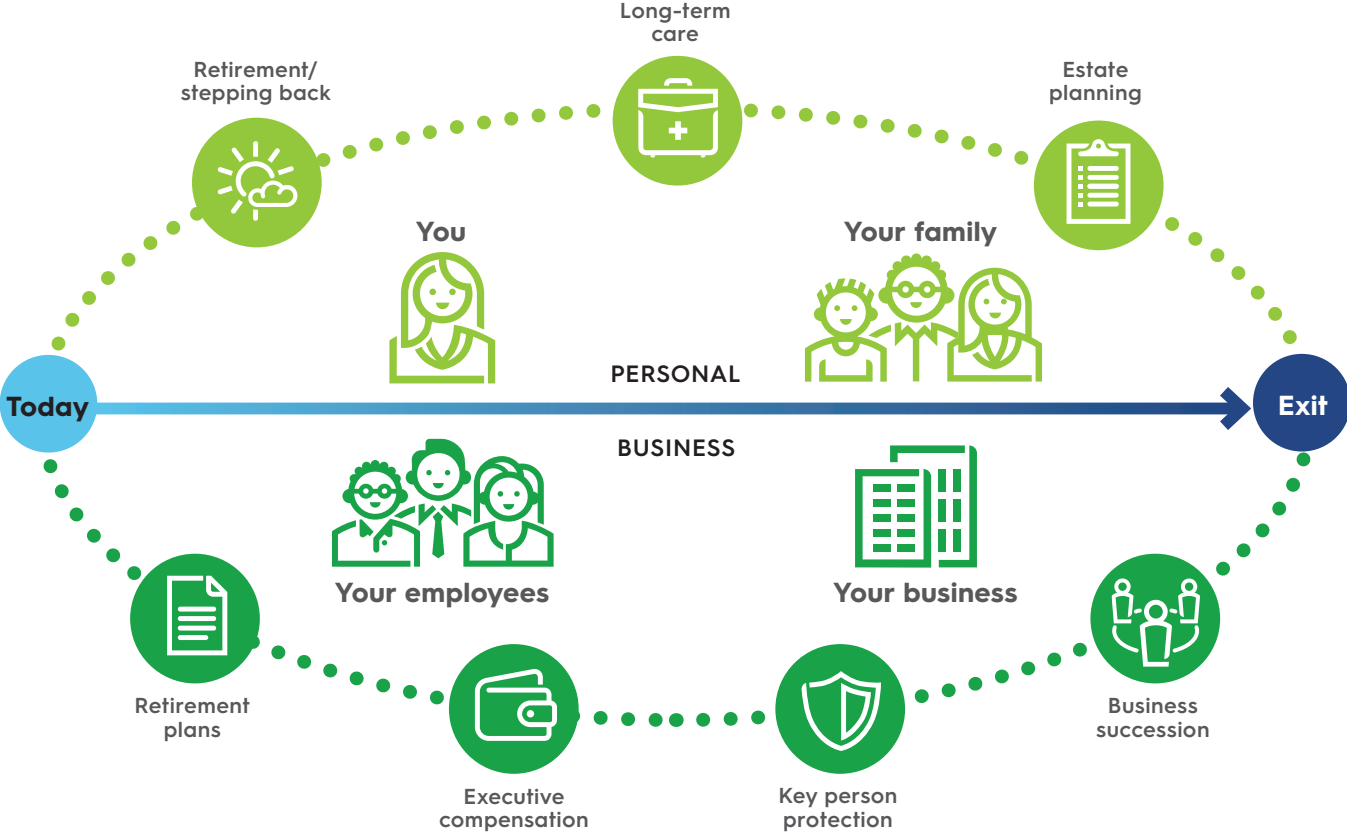 Long-term
care
Retirement/
stepping back
Estate
planning
You
Your family
PERSONAL
Today
Exit
BUSINESS
Your employees
Your business
Retirement
plans
Business
succession
Executive
compensation
Key person
protection